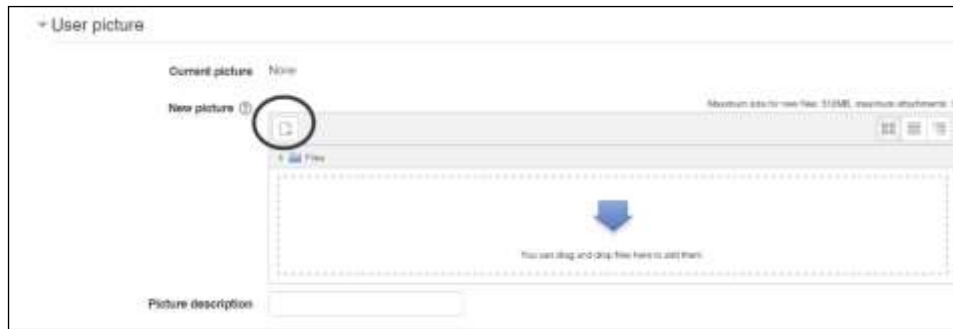 User picture
Current picture None
New picture
Maximum size for new files: 512MB, maximum attachments:
Files
You can drag and drop files here to add them.
Picture description